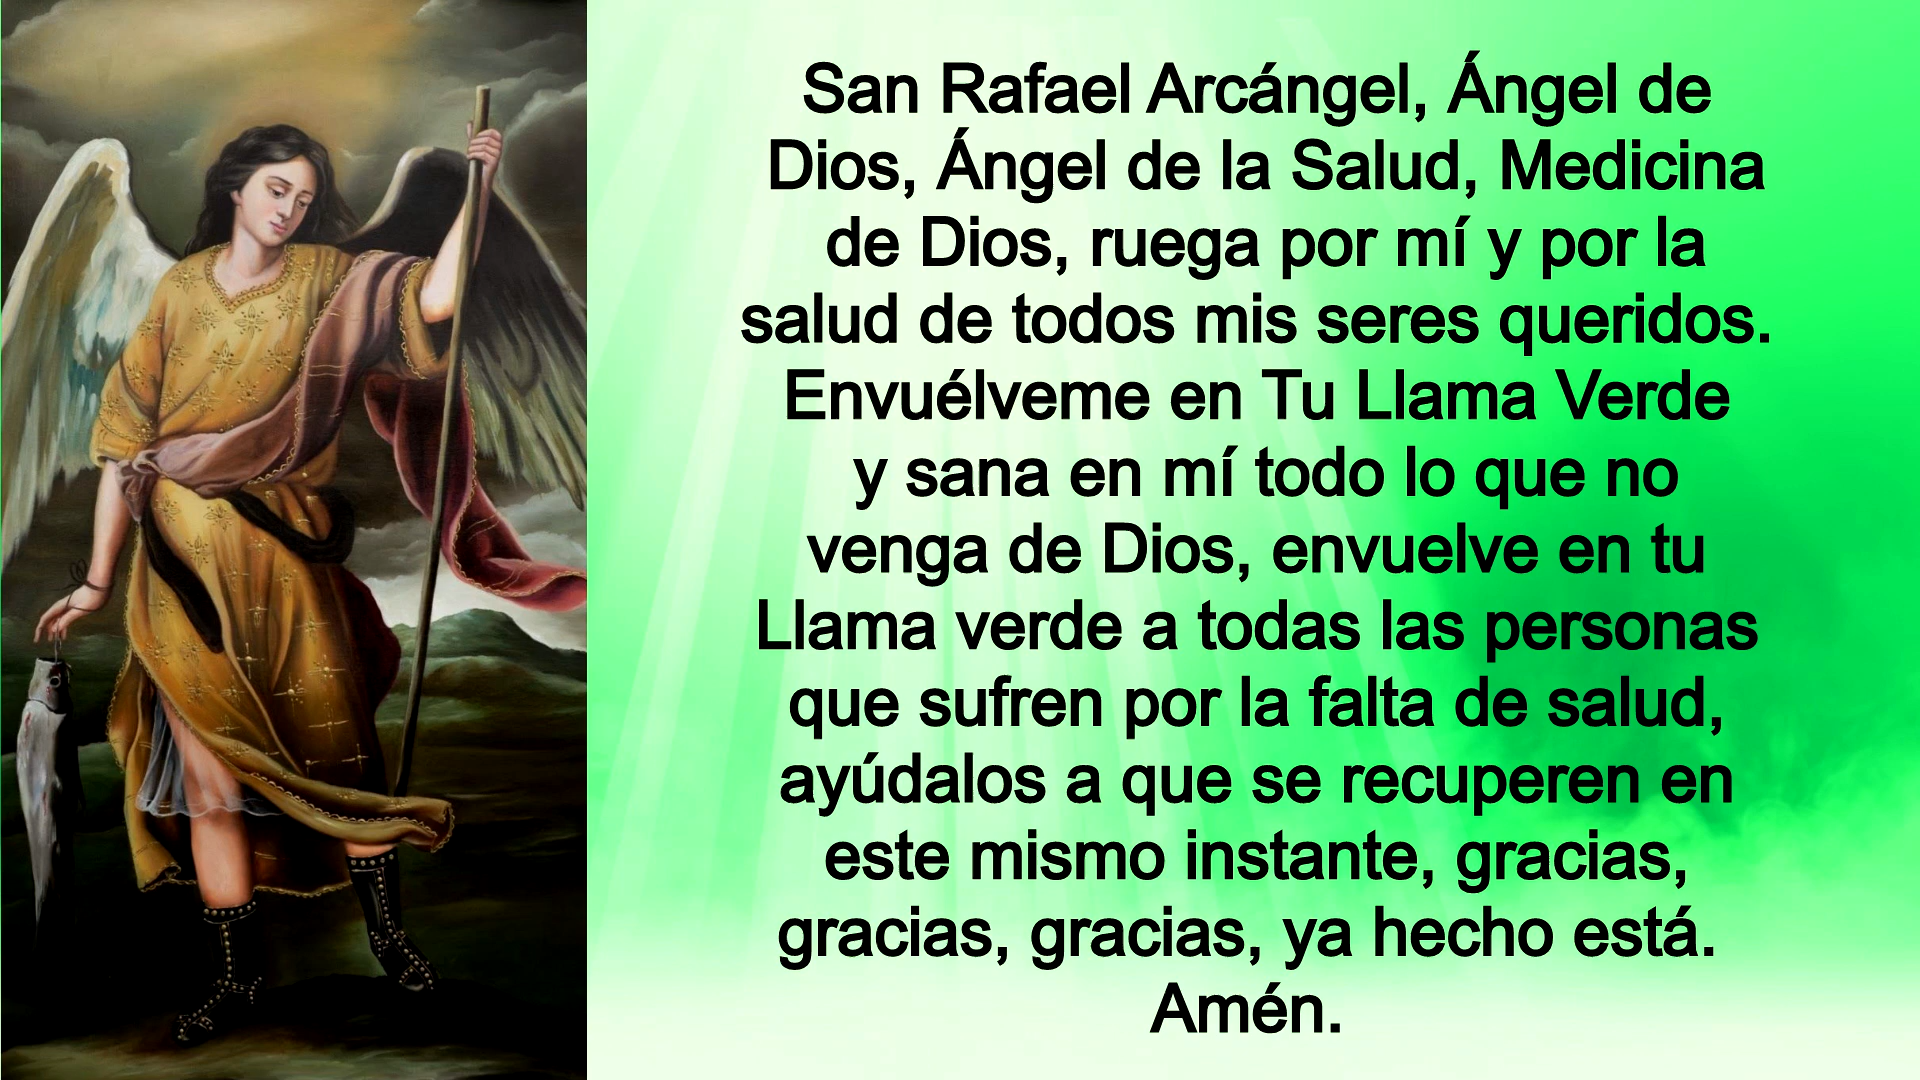 San Rafael Arcángel, Ángel de
Dios, Ángel de la Salud, Medicina
de Dios, ruega por mí y por la
salud de todos mis seres queridos.
Envuélveme en Tu Llama Verde
y sana en mí todo lo que no
venga de Dios, envuelve en tu
Llama verde a todas las personas
que sufren por la falta de salud,
ayúdalos a que se recuperen en
este mismo instante, gracias,
gracias, gracias, ya hecho está.
Amén.